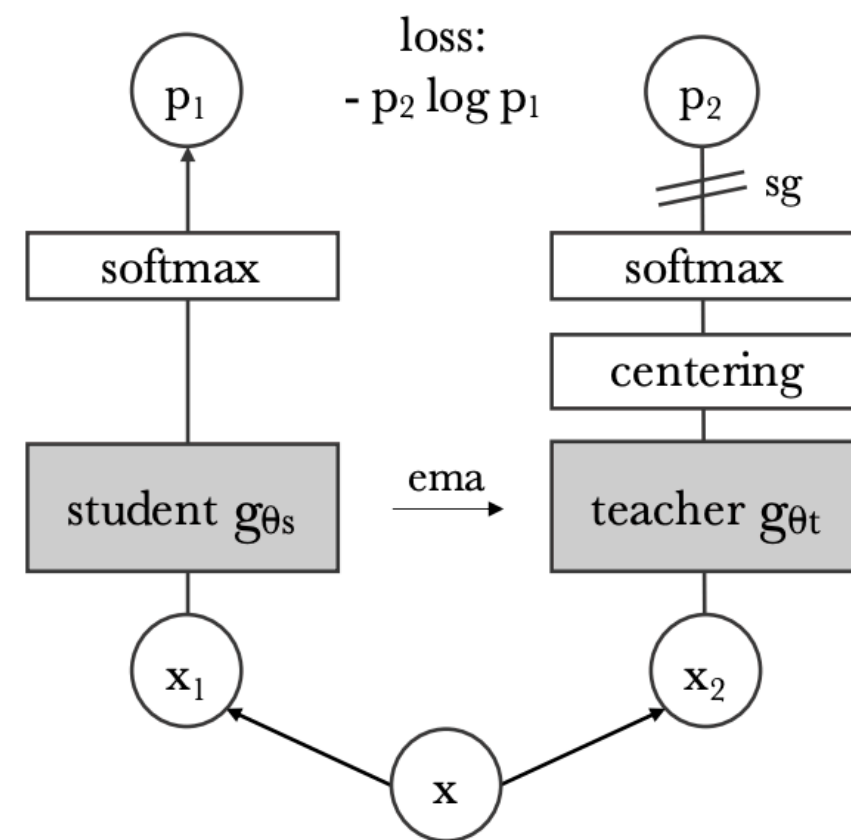 loss:
- p₂ log p₁
p₁
p₂
sg
softmax
softmax
centering
student gθs
ema
teacher gθt
x₁
x₂
x